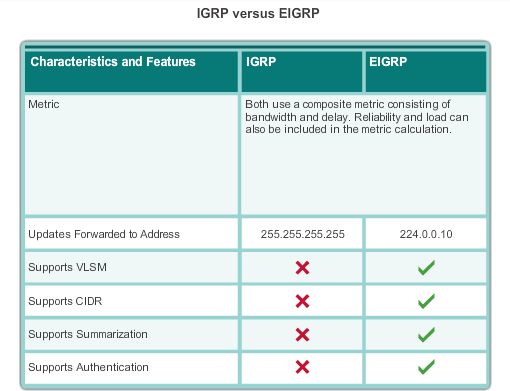 IGRP versus EIGRP
Characteristics and Features IGRP EIGRP
Metric Both use a composite metric consisting of
bandwidth and delay. Reliability and load can
also be included in the metric calculation.
Updates Forwarded to Address 255.255.255.255 224.0.0.10
Supports VLSM
Supports CIDR
Supports Summarization
Supports Authentication